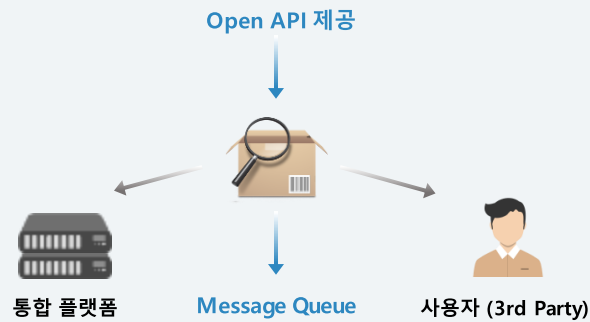 Open API 제공
통합 플랫폼
Message Queue
사용자 (3rd Party)